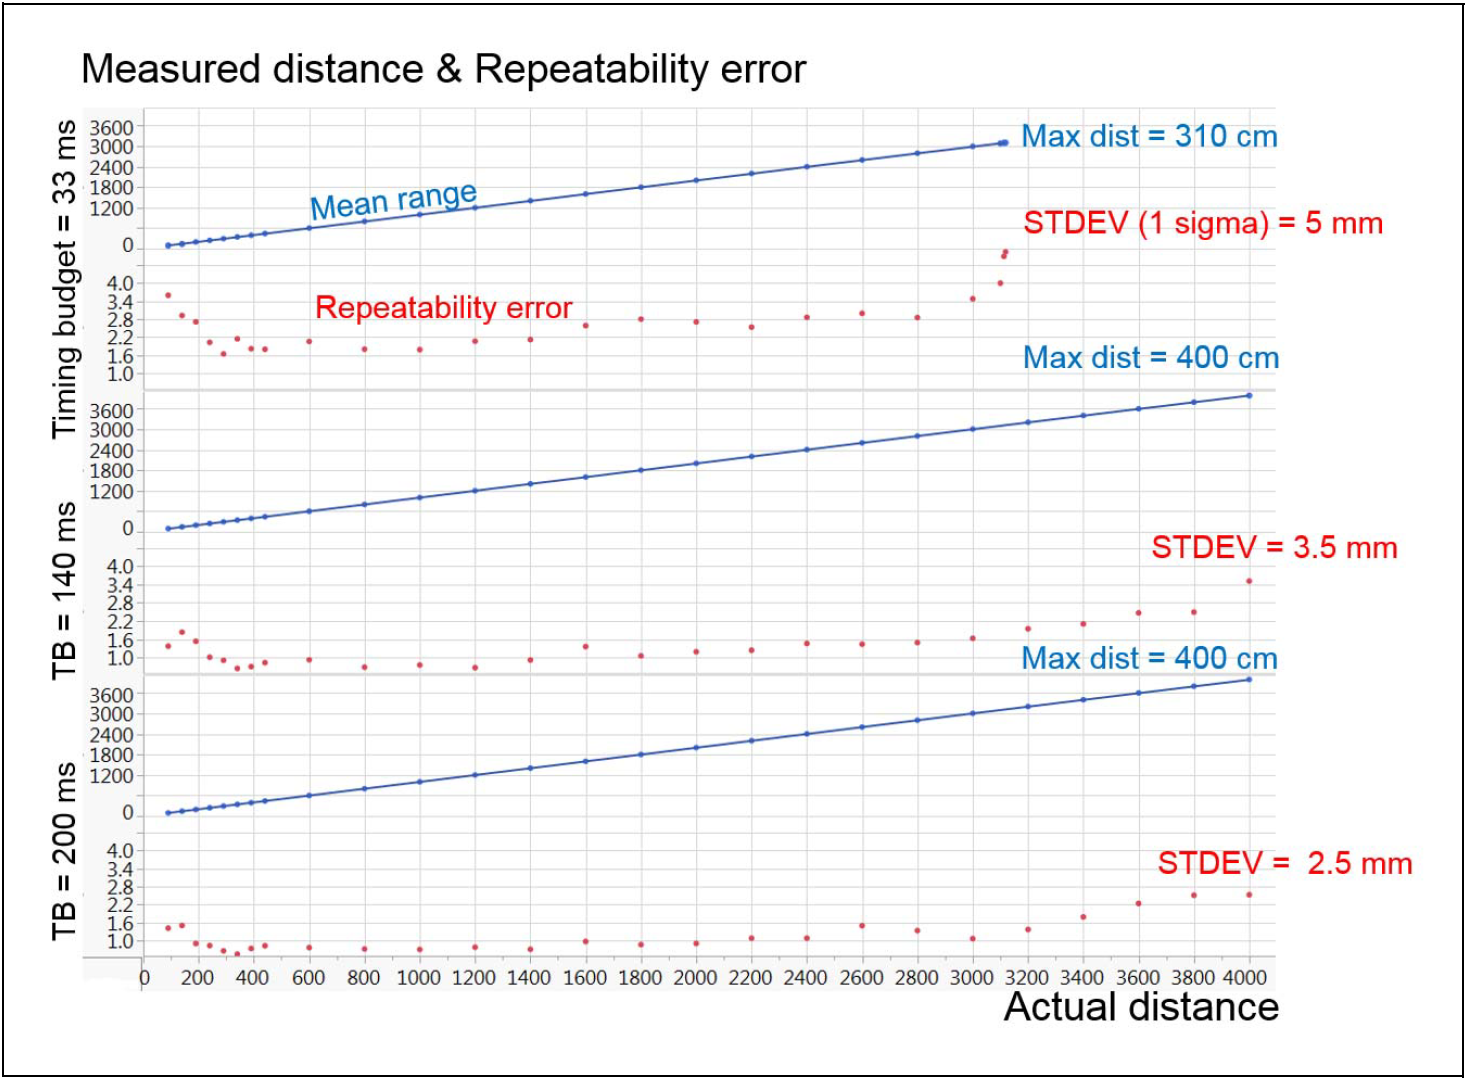 Measured distance & Repeatability error
Timing budget = 33 ms
3600
3000
2400
1800
1200
0
Mean range
Max dist = 310 cm
STDEV (1 sigma) = 5 mm
4.0
3.4
2.8
2.2
1.6
1.0
Repeatability error
Max dist = 400 cm
TB = 140 ms
3600
3000
2400
1800
1200
0
STDEV = 3.5 mm
4.0
3.4
2.8
2.2
1.6
1.0
Max dist = 400 cm
TB = 200 ms
3600
3000
2400
1800
1200
0
STDEV = 2.5 mm
4.0
3.4
2.8
2.2
1.6
1.0
0 200 400 600 800 1000 1200 1400 1600 1800 2000 2200 2400 2600 2800 3000 3200 3400 3600 3800 4000
Actual distance